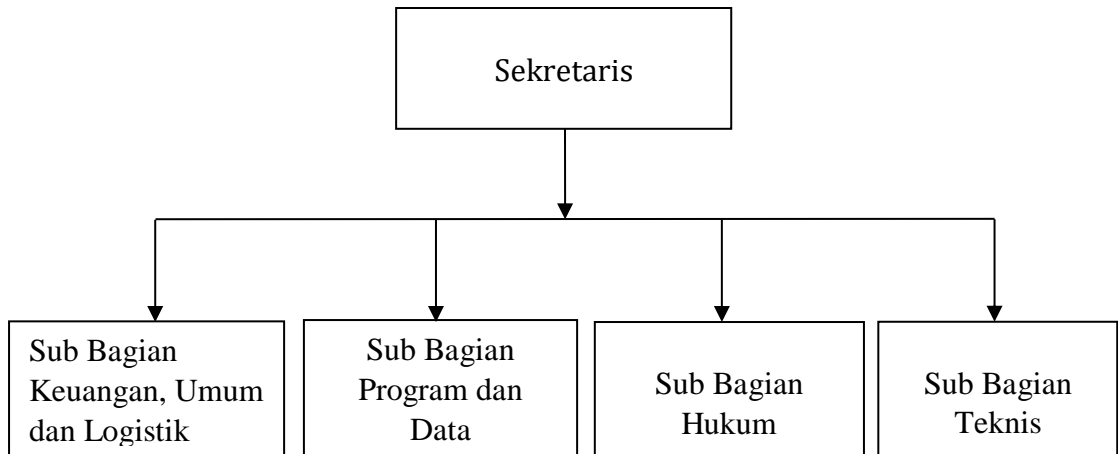 Sekretaris
Sub Bagian
Keuangan, Umum
dan Logistik
Sub Bagian
Program dan
Data
Sub Bagian
Hukum
Sub Bagian
Teknis